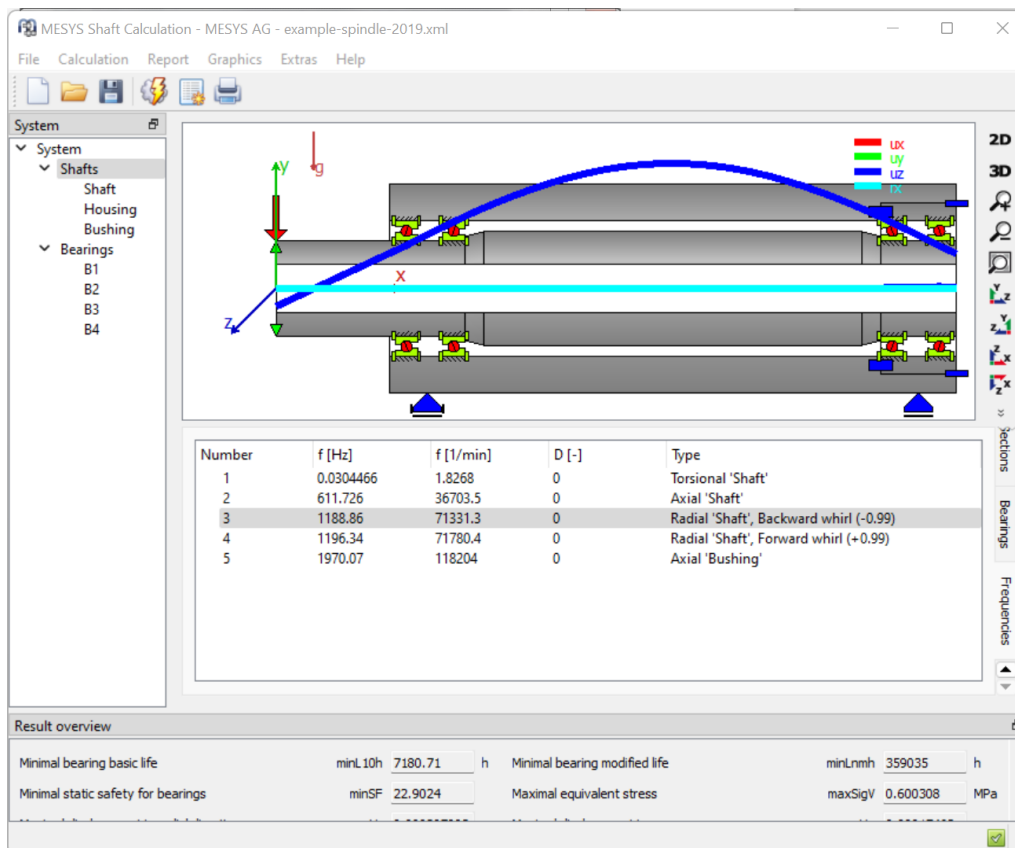 MESYS Shaft Calculation - MESYS AG - example-spindle-2019.xml
File Calculation Report Graphics Extras Help
System
System
Shafts
Shaft
Housing
Bushing
Bearings
B1
B2
B3
B4
y
g
x
z
ux
uy
uz
rx
2D
3D
Y z
z Y
Z x
z x
Number f [Hz] f [1/min] D [-] Type
1 0.0304466 1.8268 0 Torsional 'Shaft'
2 611.726 36703.5 0 Axial 'Shaft'
3 1188.86 71331.3 0 Radial 'Shaft', Backward whirl (-0.99)
4 1196.34 71780.4 0 Radial 'Shaft', Forward whirl (+0.99)
5 1970.07 118204 0 Axial 'Bushing'
Bearings
Frequencies
Result overview
Minimal bearing basic life minL10h 7180.71 h Minimal bearing modified life minLnmh 359035 h
Minimal static safety for bearings minSF 22.9024 Maximal equivalent stress maxSigV 0.600308 MPa